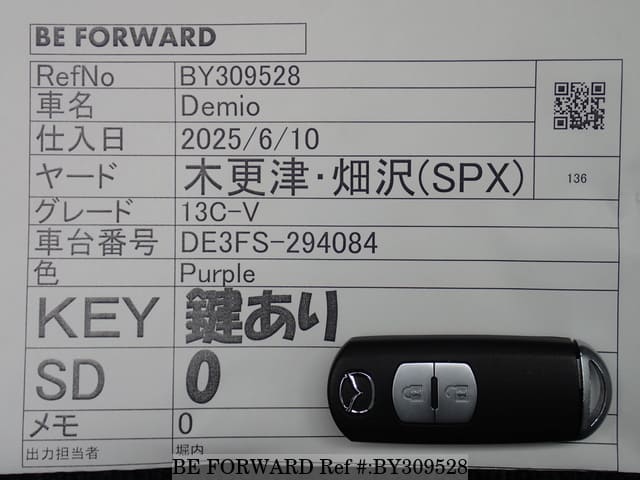 BE FORWARD
RefNo BY309528
車名 Demio
仕入日 2025/6/10
ヤード 木更津・畑沢(SPX) 136
グレード 13C-V
車台番号 DE3FS-294084
色 Purple
KEY 鍵あり
SD 0
メモ 0
出力担当者 堀内
BE FORWARD Ref #:BY309528